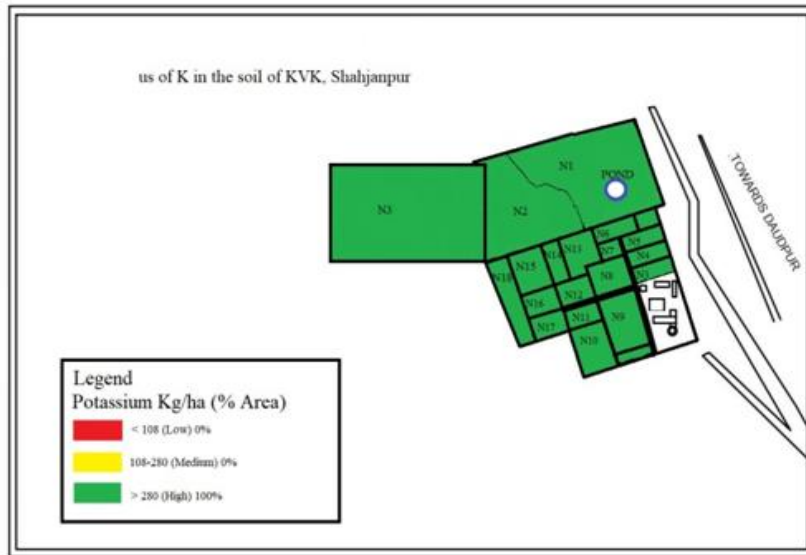 us of K in the soil of KVK, Shahjanpur
N1
POND
TOWARDS DAUDPUR
N3
N2
N6
N5
N13
N7
N4
N14
N15
N3
N18
N8
N12
N16
N11
N9
N17
N10
Legend
Potassium Kg/ha (% Area)
< 108 (Low) 0%
108-280 (Medium) 0%
> 280 (High) 100%